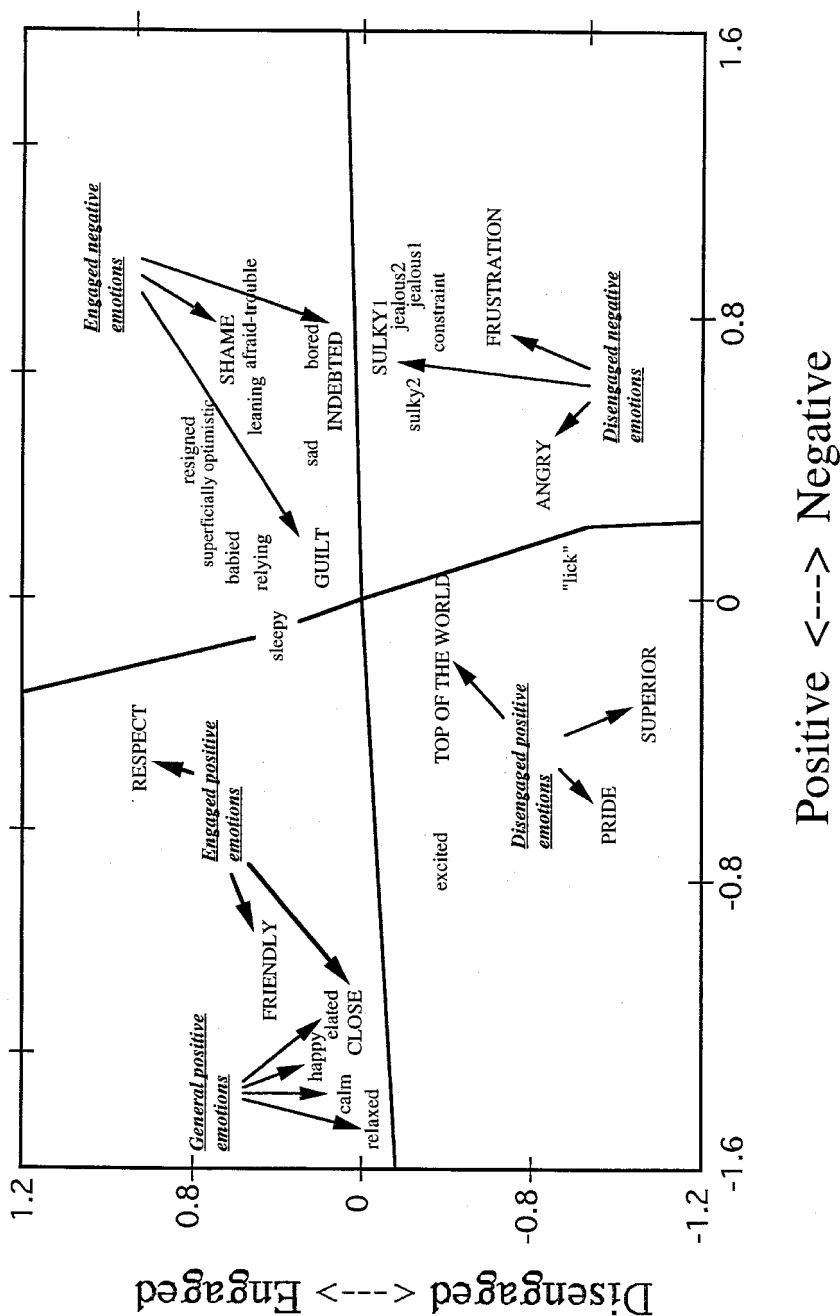 1.2
0.8
0
-0.8
-1.2
Disengaged <---> Engaged
Engaged negative
emotions
General positive
emotions
Engaged positive
emotions
RESPECT
FRIENDLY
happy
elated
CLOSE
calm
relaxed
sleepy
resigned
superficially optimistic
babied
relying
GUILT
SHAME
afraid-trouble
leaning
sad
bored
INDEBTED
SULKY1
jealous2
jealous1
constraint
sulky2
FRUSTRATION
ANGRY
Disengaged negative
emotions
"lick"
TOP OF THE WORLD
excited
Disengaged positive
emotions
PRIDE
SUPERIOR
-1.6
-0.8
0
0.8
1.6
Positive <---> Negative